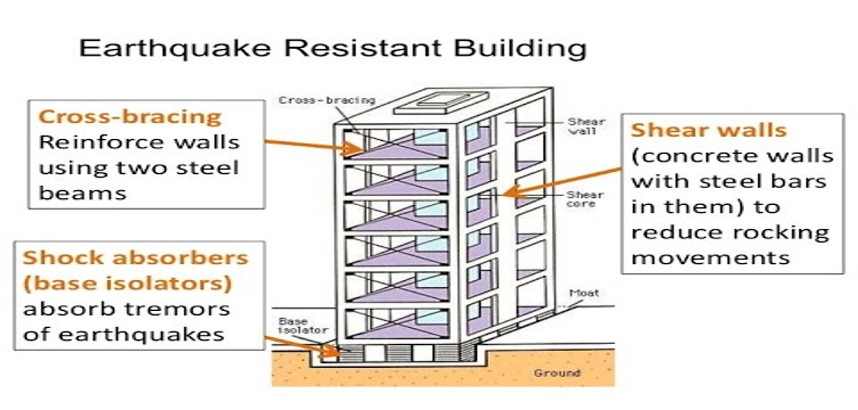 Earthquake Resistant Building
Cross-bracing
Reinforce walls
using two steel
beams
Shock absorbers
(base isolators)
absorb tremors
of earthquakes
Cross-bracing
Shear
wall
Shear
core
Moat
Base
isolator
Ground
Shear walls
(concrete walls
with steel bars
in them) to
reduce rocking
movements